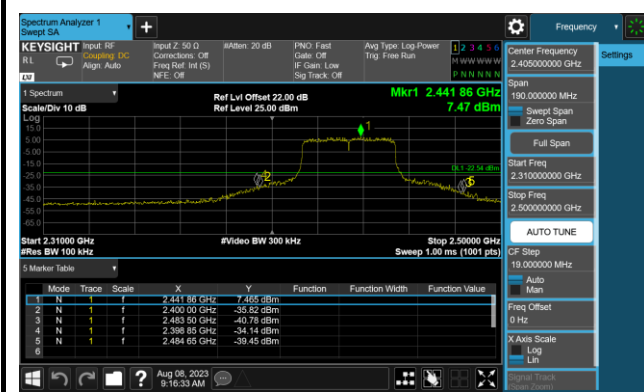 Spectrum Analyzer 1
Swept SA
+
Frequency
KEYSIGHT Input: RF Input Z: 50 Ω #Atten: 20 dB PNO: Fast Avg Type: Log-Power 1 2 3 4 5 6
RL Coupling: DC Corrections: Off Gate: Off Trig: Free Run M W W W W W
Align: Auto Freq Ref: Int (S) IF Gain: Low
NFE: Off Sig Track: Off P N N N N N
LXI
1 Spectrum
Scale/Div 10 dB
Ref Lvl Offset 22.00 dB
Ref Level 25.00 dBm
Mkr1 2.441 86 GHz
7.47 dBm
Log
15.0
5.00
-5.00
-15.0
-25.0
-35.0
-45.0
-55.0
-65.0
1
2
5
DL1 -22.54 dBm
Start 2.31000 GHz #Video BW 300 kHz Stop 2.50000 GHz
#Res BW 100 kHz Sweep 1.00 ms (1001 pts)
5 Marker Table
Mode Trace Scale X Y Function Function Width Function Value
1 N 1 f 2.441 86 GHz 7.465 dBm
2 N 1 f 2.400 00 GHz -35.82 dBm
3 N 1 f 2.483 50 GHz -40.78 dBm
4 N 1 f 2.398 85 GHz -34.14 dBm
5 N 1 f 2.484 65 GHz -39.45 dBm
6
Aug 08, 2023
9:16:33 AM
?
Center Frequency
2.405000000 GHz
Settings
Span
190.000000 MHz
Swept Span
Zero Span
Full Span
Start Freq
2.310000000 GHz
Stop Freq
2.500000000 GHz
AUTO TUNE
CF Step
19.000000 MHz
Auto
Man
Freq Offset
0 Hz
X Axis Scale
Log
Lin
Signal Track
(Span Zoom)